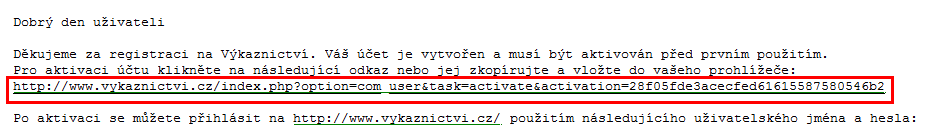 Dobrý den uživateli
Děkujeme za registraci na Výkaznictví. Váš účet je vytvořen a musí být aktivován před prvním použitím.
Pro aktivaci účtu klikněte na následující odkaz nebo jej zkopírujte a vložte do vašeho prohlížeče:
http://www.vykaznictvi.cz/index.php?option=com_user&task=activate&activation=28f05fde3acecfed61615587580546b2
Po aktivaci se můžete přihlásit na http://www.vykaznictvi.cz/ použitím následujícího uživatelského jména a hesla: